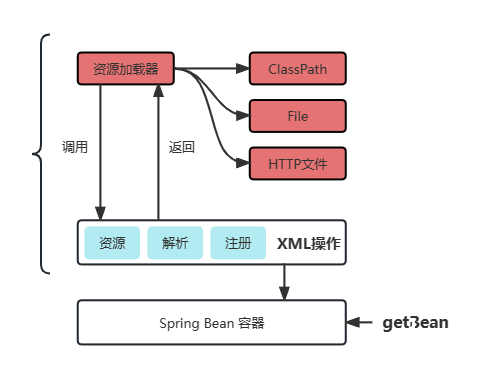 资源加载器
ClassPath
File
HTTP文件
调用
返回
资源
解析
注册
XML操作
Spring Bean 容器
getBean